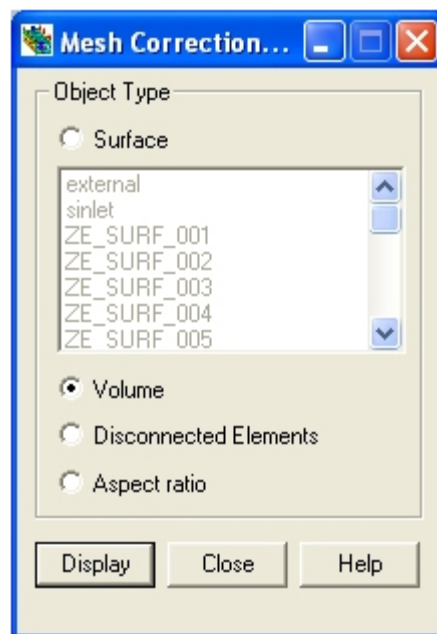 Mesh Correction...
Object Type
Surface
external
sinlet
ZE_SURF_001
ZE_SURF_002
ZE_SURF_003
ZE_SURF_004
ZE_SURF_005
Volume
Disconnected Elements
Aspect ratio
Display Close Help